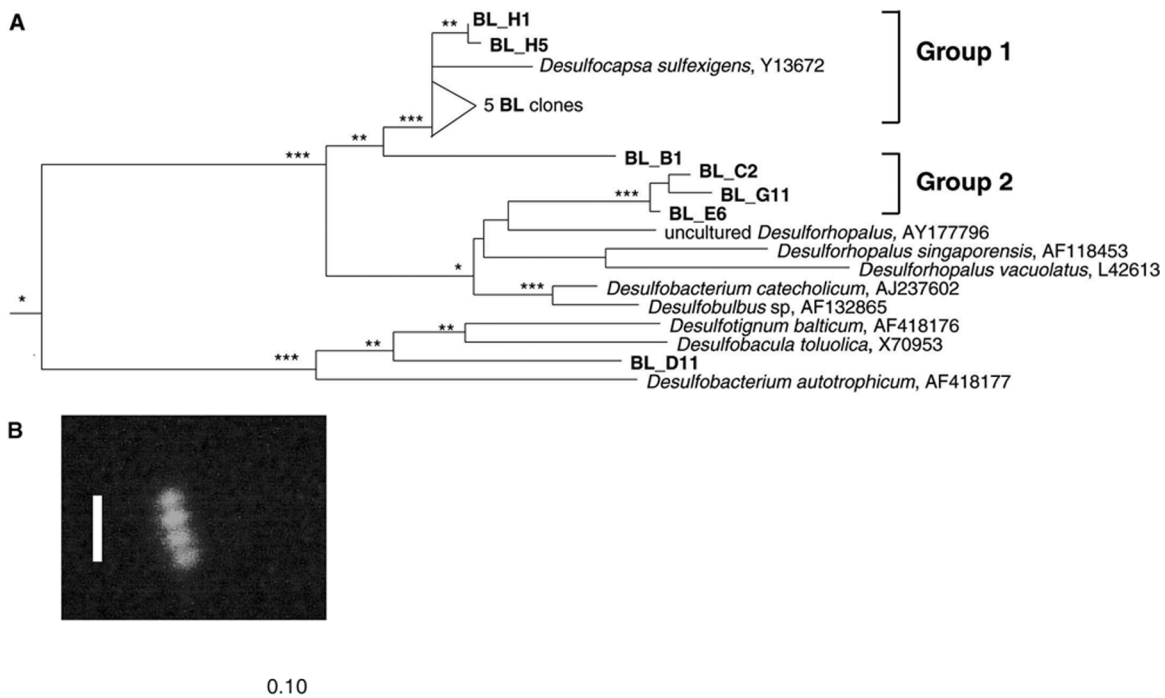 A
**
BL_H1
BL_H5
Group 1
Desulfocapsa sulfexigens, Y13672
5 BL clones
***
**
***
BL_B1
BL_C2
Group 2
***
BL_G11
BL_E6
uncultured Desulforhopalus, AY177796
Desulforhopalus singaporensis, AF118453
*
Desulforhopalus vacuolatus, L42613
***
Desulfobacterium catecholicum, AJ237602
*
Desulfobulbus sp, AF132865
**
Desulfotignum balticum, AF418176
**
Desulfobacula toluolica, X70953
***
BL_D11
Desulfobacterium autotrophicum, AF418177
B
0.10